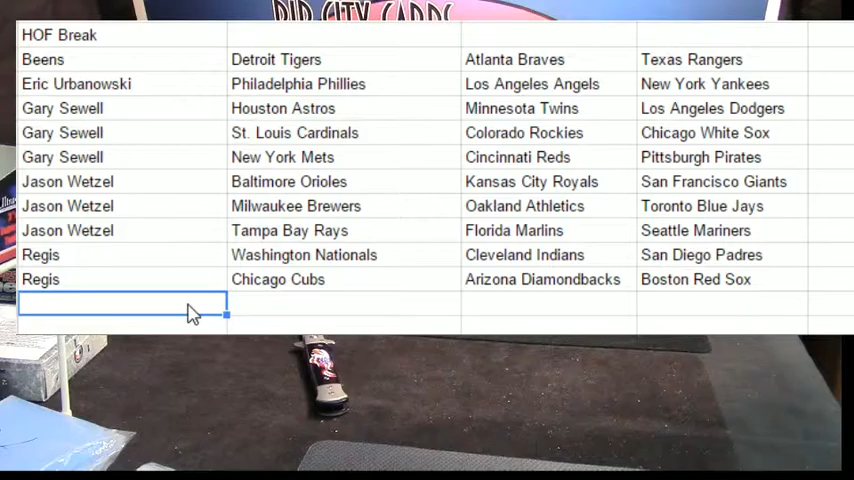 RIP CITY CARDS
HOF Break
Beens Detroit Tigers Atlanta Braves Texas Rangers
Eric Urbanowski Philadelphia Phillies Los Angeles Angels New York Yankees
Gary Sewell Houston Astros Minnesota Twins Los Angeles Dodgers
Gary Sewell St. Louis Cardinals Colorado Rockies Chicago White Sox
Gary Sewell New York Mets Cincinnati Reds Pittsburgh Pirates
Jason Wetzel Baltimore Orioles Kansas City Royals San Francisco Giants
Jason Wetzel Milwaukee Brewers Oakland Athletics Toronto Blue Jays
Jason Wetzel Tampa Bay Rays Florida Marlins Seattle Mariners
Regis Washington Nationals Cleveland Indians San Diego Padres
Regis Chicago Cubs Arizona Diamondbacks Boston Red Sox